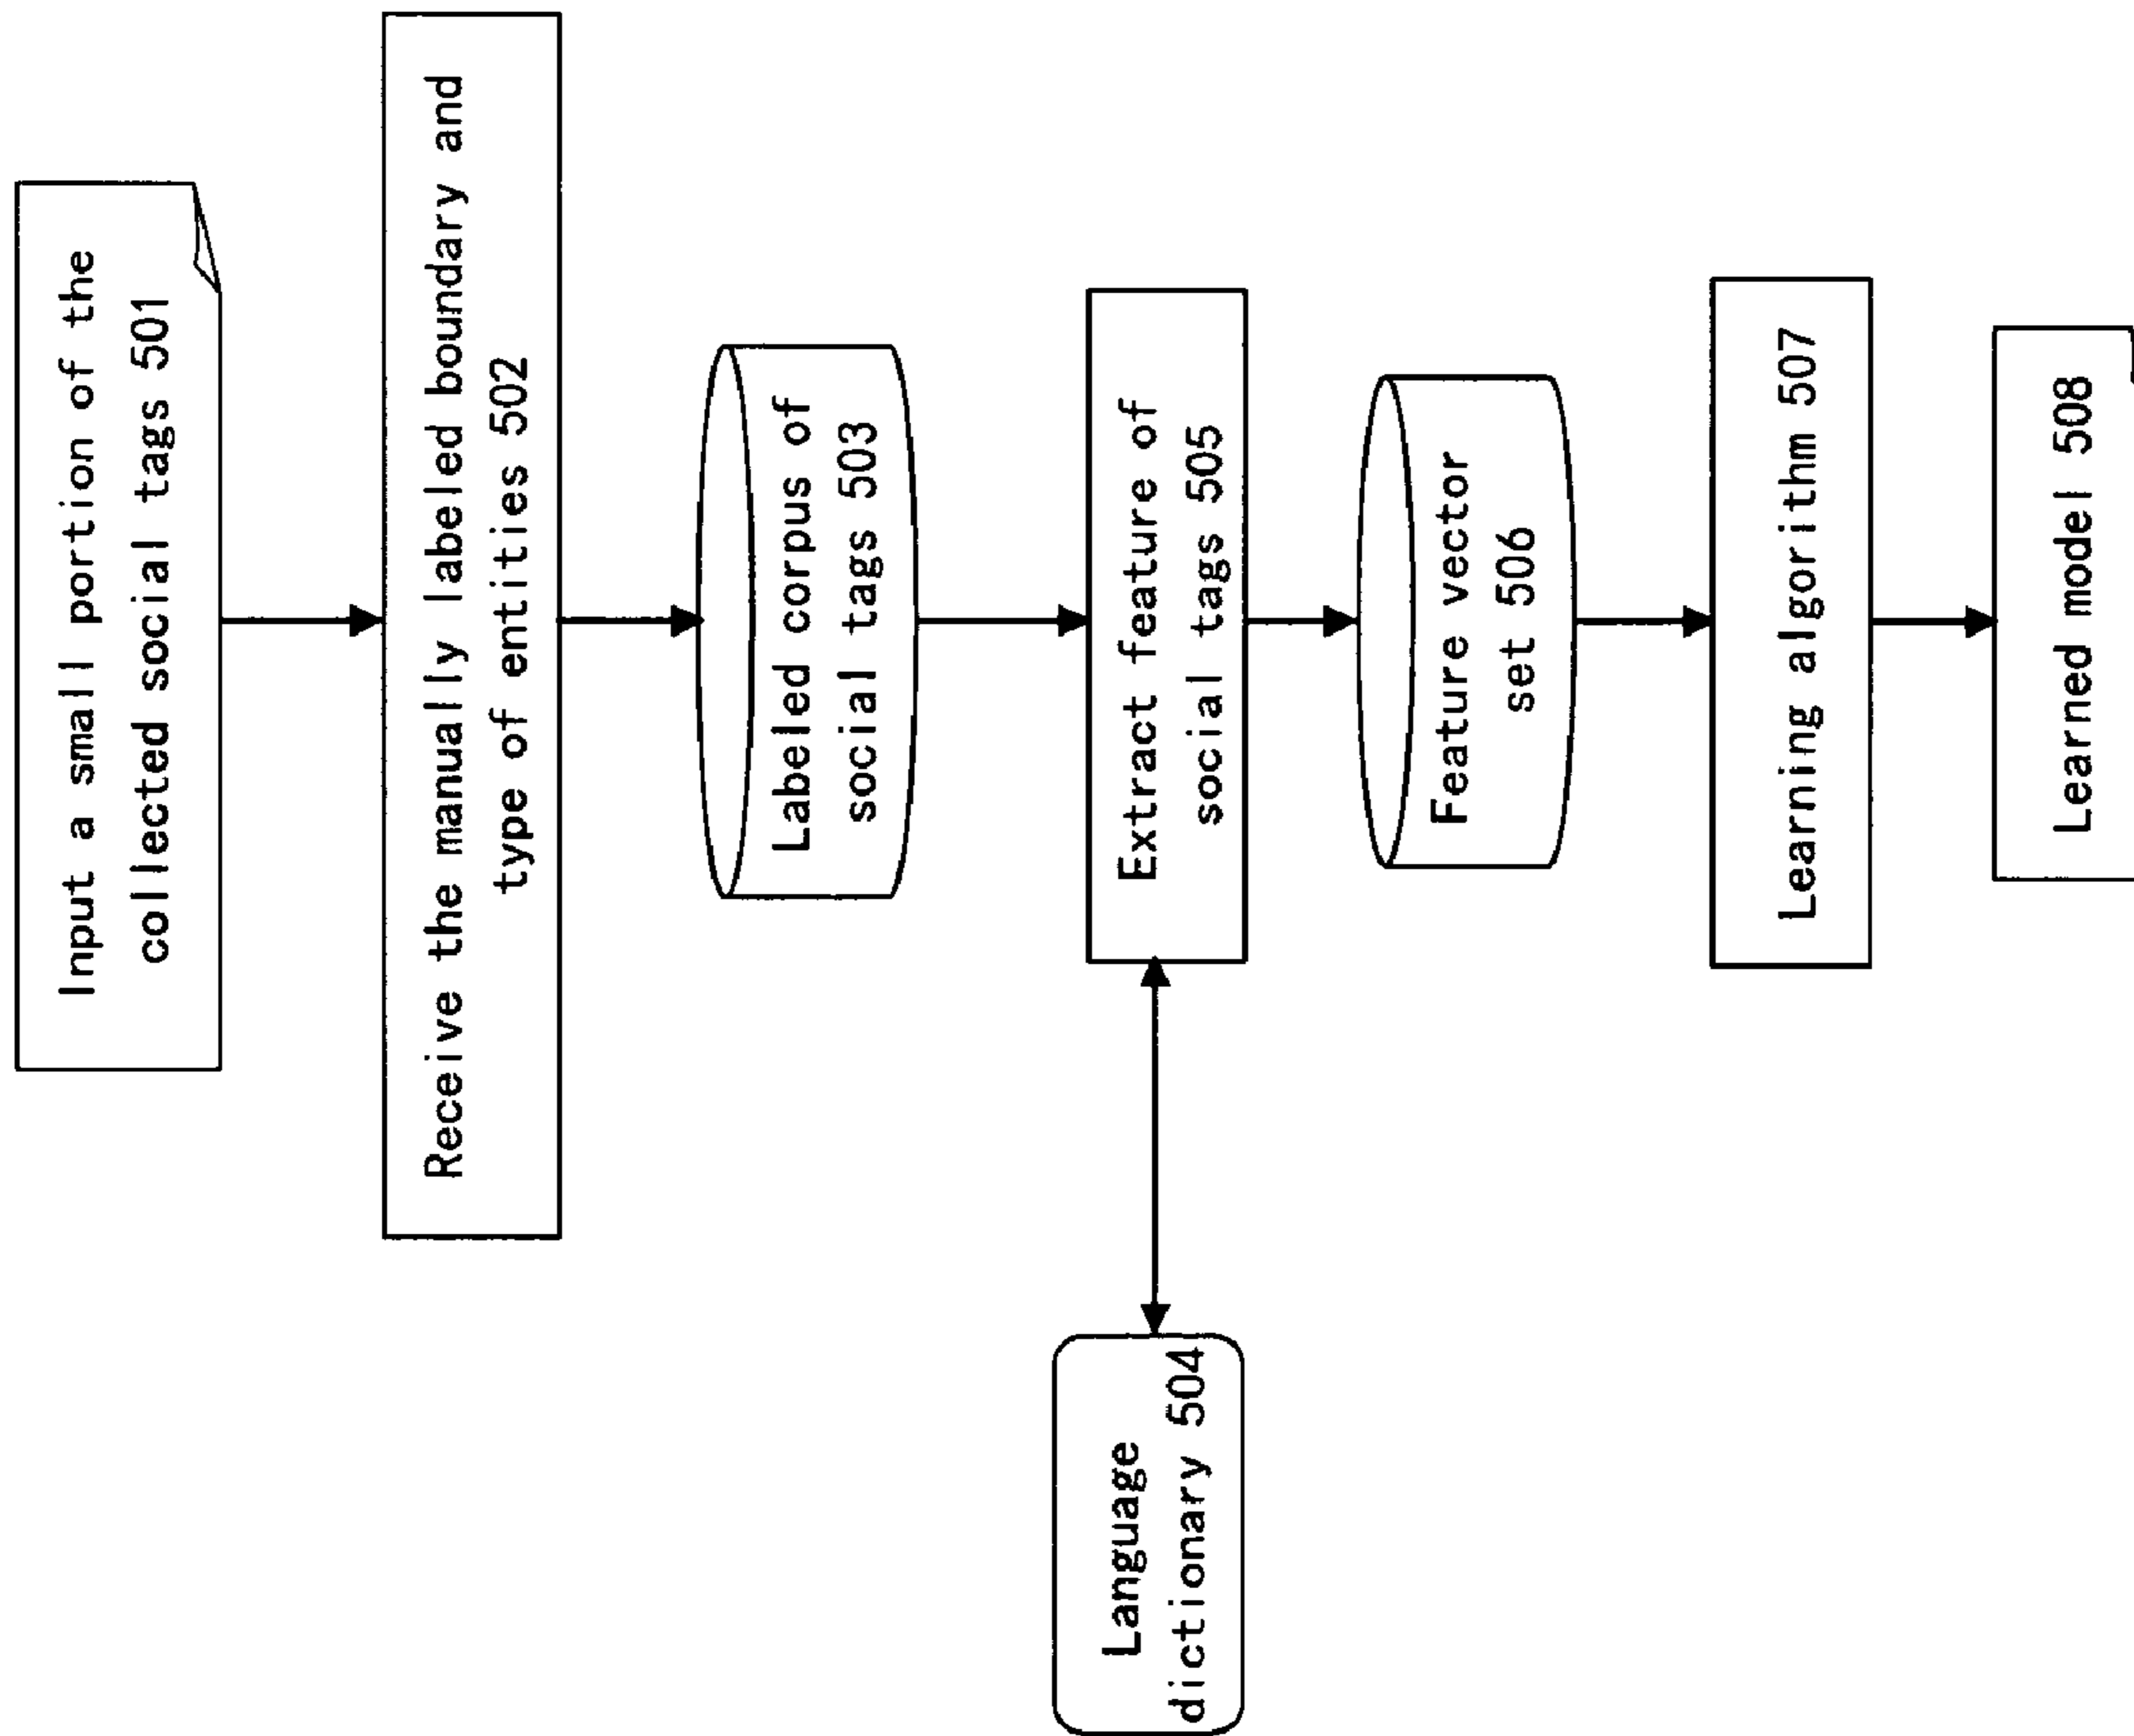 Input a small portion of the
collected social tags 501
Receive the manually labeled boundary and
type of entities 502
Labeled corpus of
social tags 503
Language
dictionary 504
Extract feature of
social tags 505
Feature vector
set 506
Learning algorithm 507
Learned model 508